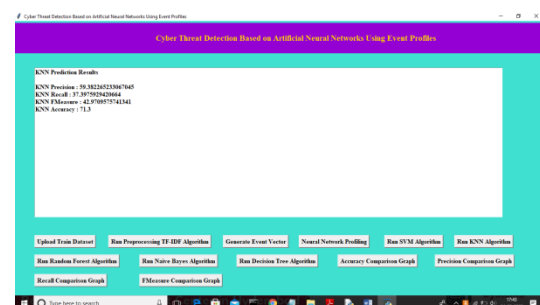 Cyber Threat Detection Based on Artificial Neural Networks Using Event Profiles
Cyber Threat Detection Based on Artificial Neural Networks Using Event Profiles
KNN Prediction Results
KNN Precision : 59.382265233067045
KNN Recall : 37.3975929420664
KNN FMeasure : 42.9709575741341
KNN Accuracy : 71.3
Upload Train Dataset Run Preprocessing TF-IDF Algorithm Generate Event Vector Neural Network Profiling Run SVM Algorithm Run KNN Algorithm
Run Random Forest Algorithm Run Naive Bayes Algorithm Run Decision Tree Algorithm Accuracy Comparison Graph Precision Comparison Graph
Recall Comparison Graph FMeasure Comparison Graph
Type here to search
17:45